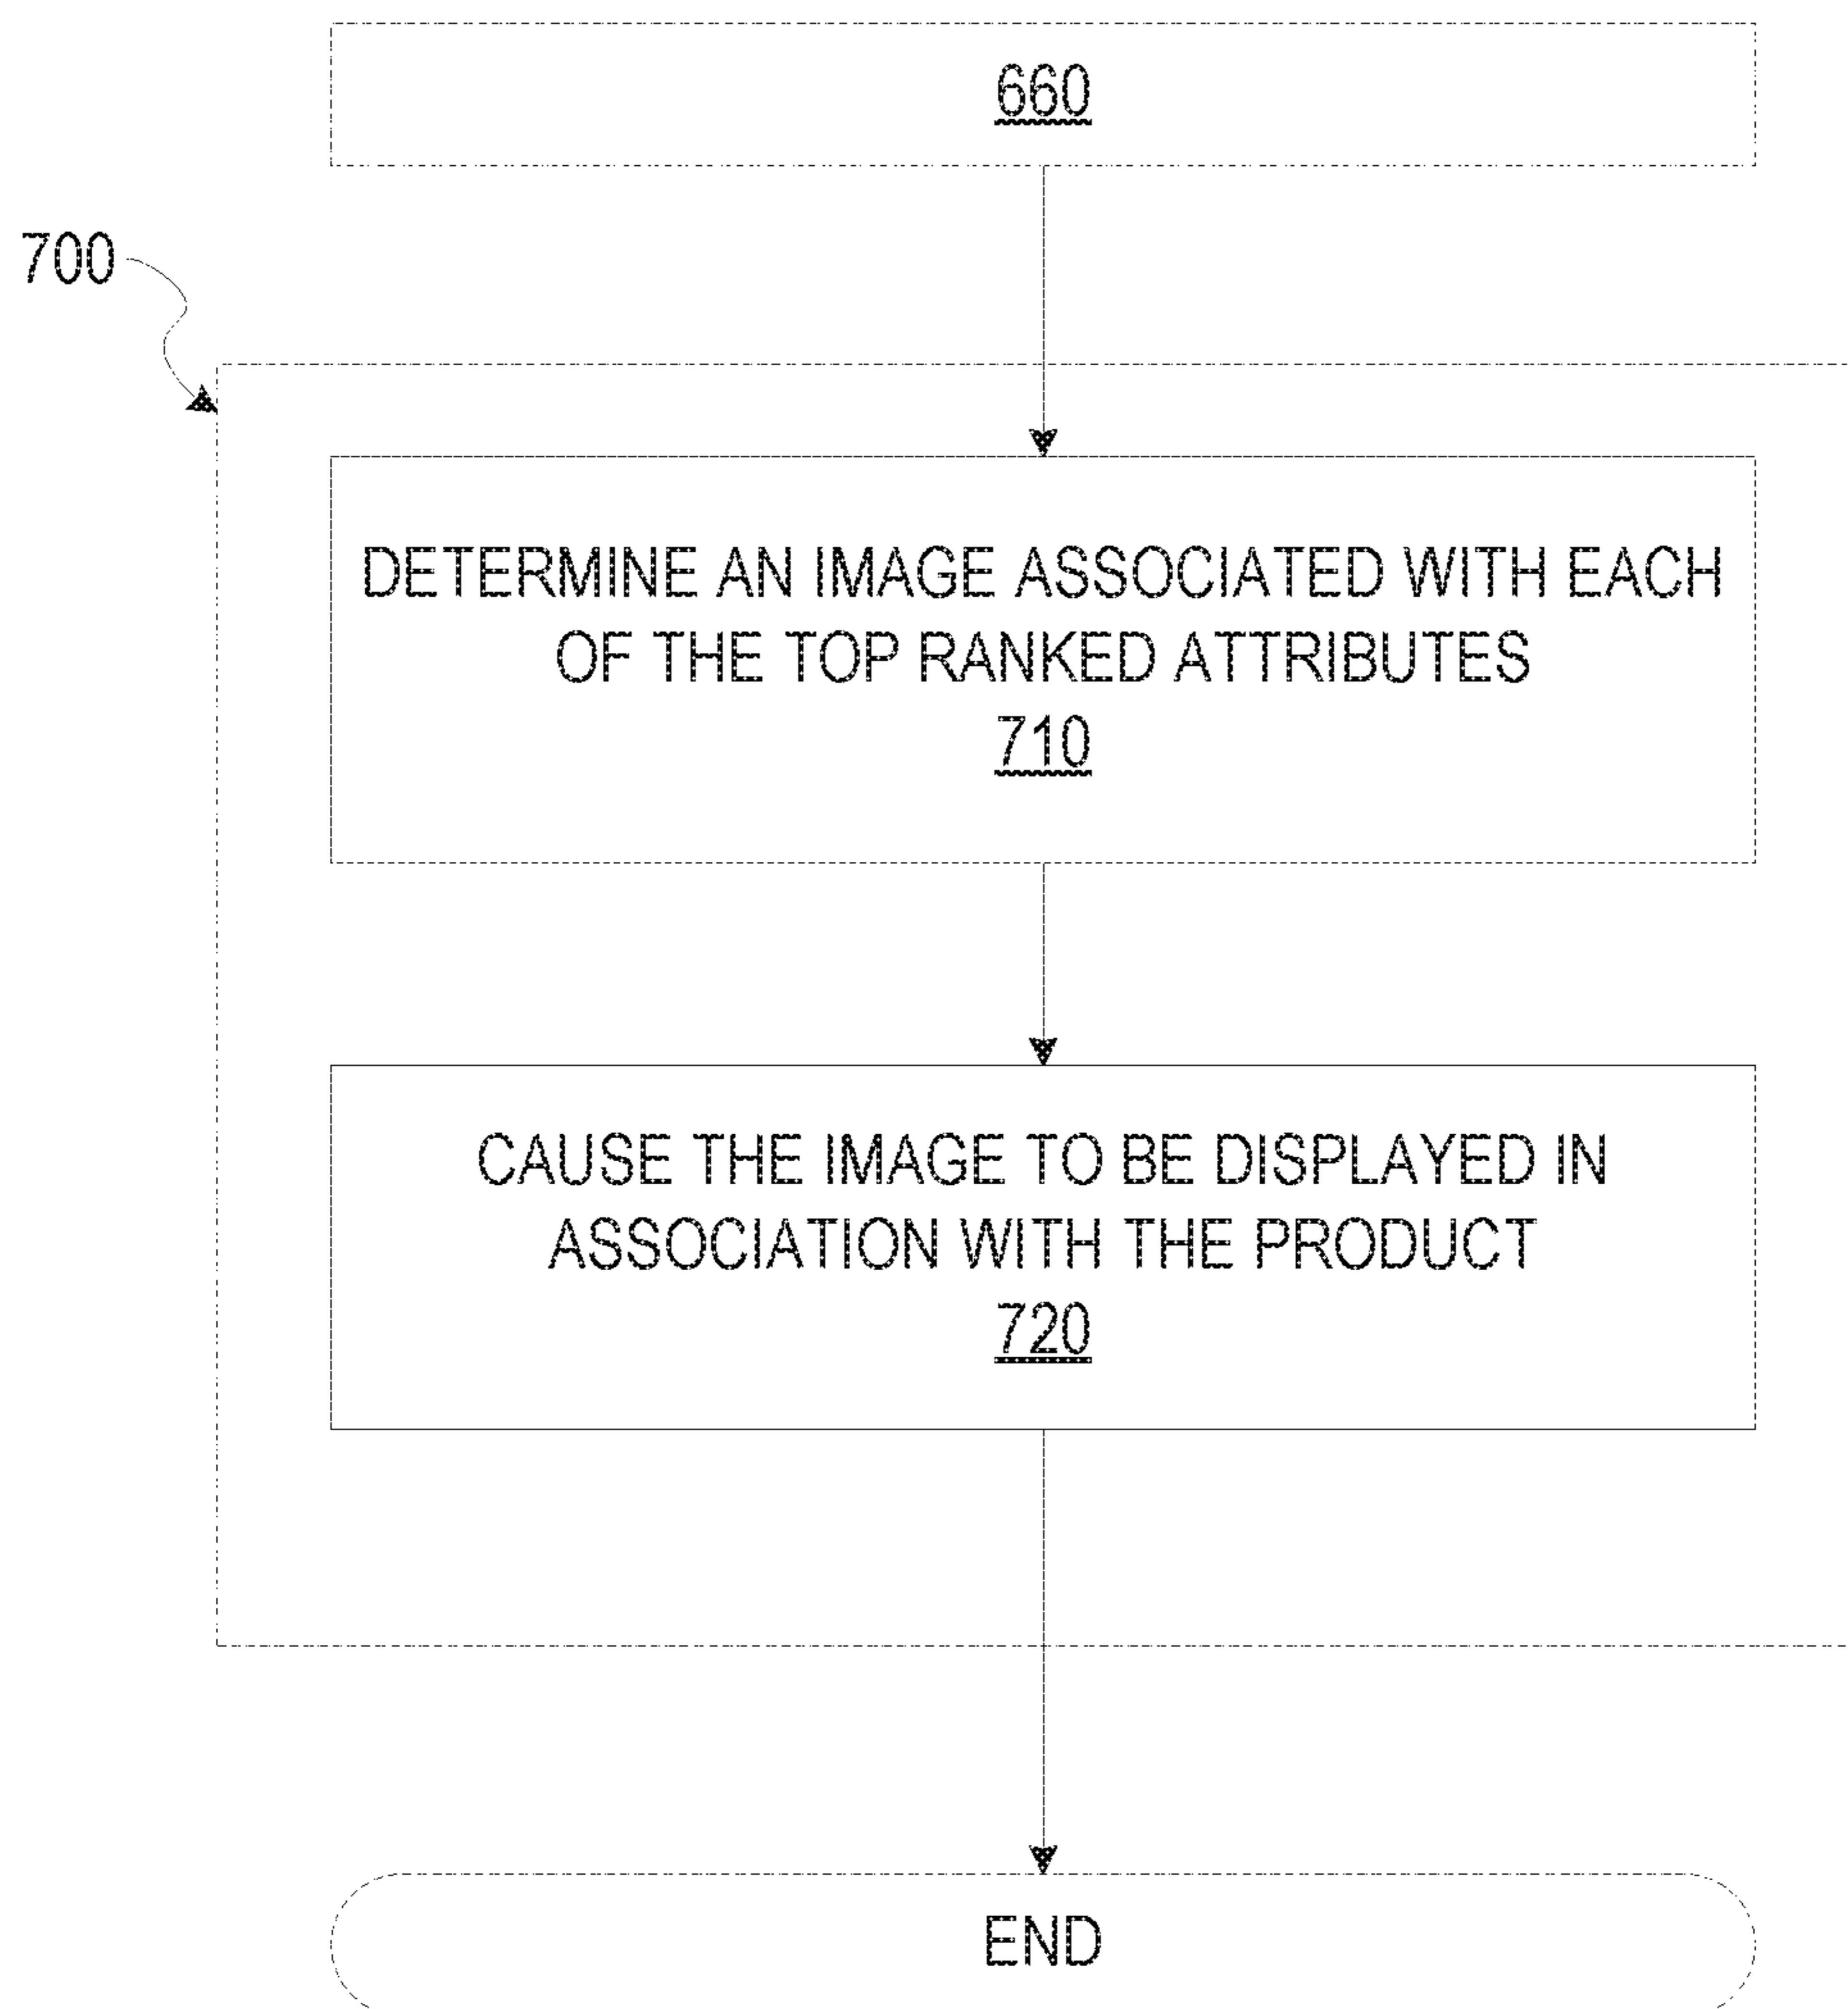 660
700
DETERMINE AN IMAGE ASSOCIATED WITH EACH
OF THE TOP RANKED ATTRIBUTES
710
CAUSE THE IMAGE TO BE DISPLAYED IN
ASSOCIATION WITH THE PRODUCT
720
END